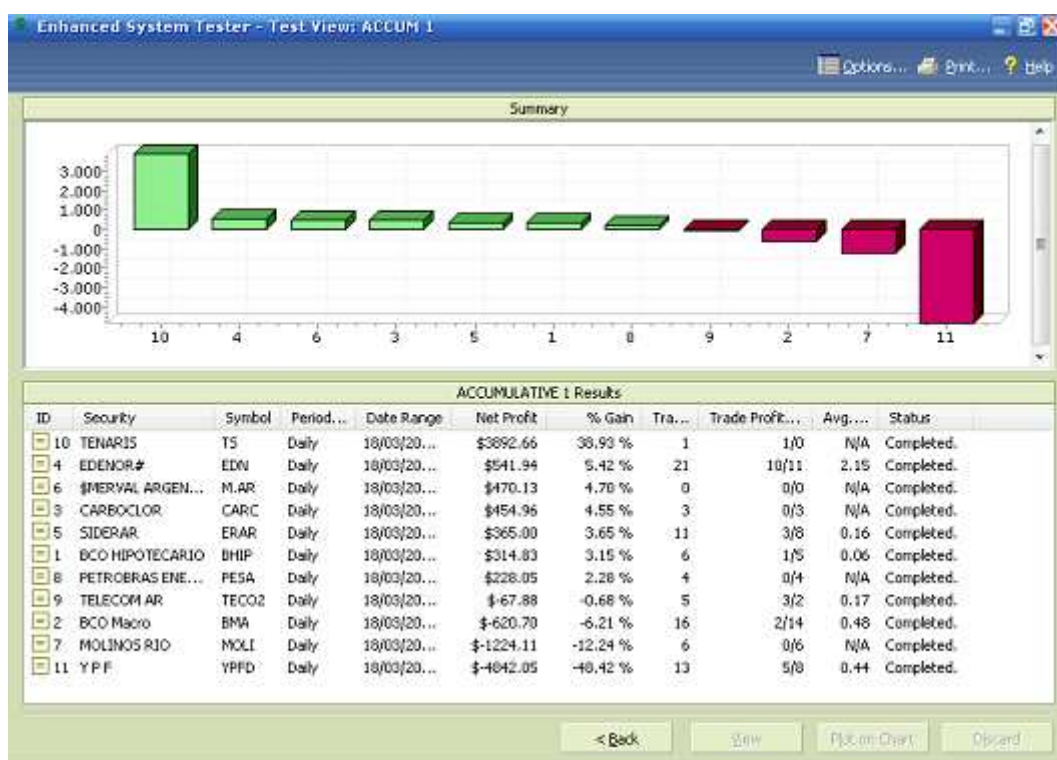 Enhanced System Tester - Test View: ACCUM 1
Options... Print... ? Help
Summary
3.000
2.000
1.000
0
-1.000
-2.000
-3.000
-4.000
10 4 6 3 5 1 8 9 2 7 11
ACCUMULATIVE 1 Results
ID Security Symbol Period... Date Range Net Profit % Gain Tra... Trade Profit... Avg.... Status
10 TENARIS TS Daily 18/03/20... $3892.66 38.93 % 1 1/0 N/A Completed.
4 EDENOR# EDN Daily 18/03/20... $541.94 5.42 % 21 10/11 2.15 Completed.
6 $MERVAL ARGEN... M.AR Daily 18/03/20... $470.13 4.70 % 0 0/0 N/A Completed.
3 CARBOCLOR CARC Daily 18/03/20... $454.96 4.55 % 3 0/3 N/A Completed.
5 SIDERAR ERAR Daily 18/03/20... $365.00 3.65 % 11 3/8 0.16 Completed.
1 BCO HIPOTECARIO BHIP Daily 18/03/20... $314.83 3.15 % 6 1/5 0.06 Completed.
8 PETROBRAS ENE... PESA Daily 18/03/20... $228.05 2.28 % 4 0/4 N/A Completed.
9 TELECOM AR TECO2 Daily 18/03/20... $-67.88 -0.68 % 5 3/2 0.17 Completed.
2 BCO Macro BMA Daily 18/03/20... $-620.70 -6.21 % 16 2/14 0.48 Completed.
7 MOLINOS RIO MOLI Daily 18/03/20... $-1224.11 -12.24 % 6 0/6 N/A Completed.
11 Y P F YPFD Daily 18/03/20... $-4842.05 -48.42 % 13 5/8 0.44 Completed.
< Back View Plot on Chart Discard